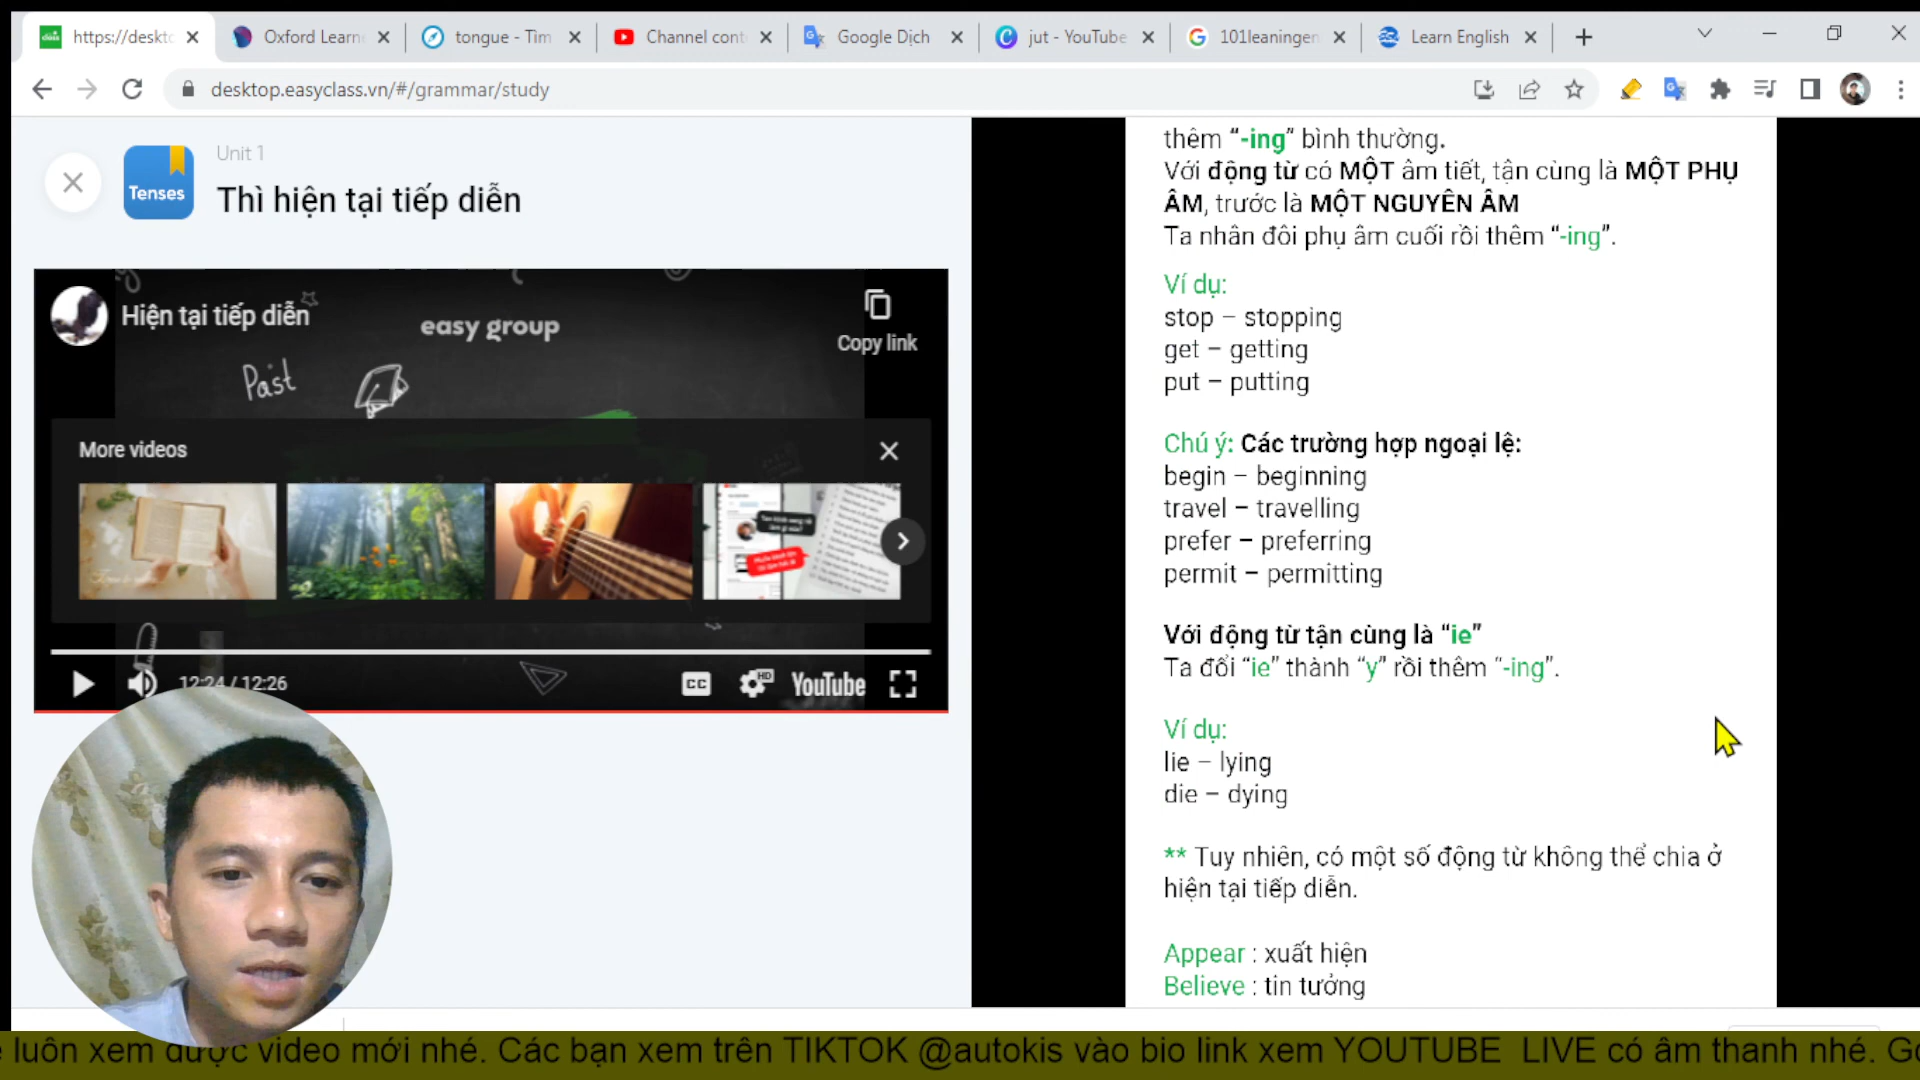 https://deskto
Oxford Learn
tongue - Tìm
Channel cont
Google Dịch
jut - YouTube
101leaningen
Learn English
desktop.easyclass.vn/#/grammar/study
Unit 1
Tenses
Thì hiện tại tiếp diễn
Hiện tại tiếp diễn
easy group
Copy link
Past
More videos
12:24 / 12:26
CC
HD
YouTube
thêm “-ing” bình thường.
Với động từ có MỘT âm tiết, tận cùng là MỘT PHỤ
ÂM, trước là MỘT NGUYÊN ÂM
Ta nhân đôi phụ âm cuối rồi thêm “-ing”.
Ví dụ:
stop – stopping
get – getting
put – putting
Chú ý: Các trường hợp ngoại lệ:
begin – beginning
travel – travelling
prefer – preferring
permit – permitting
Với động từ tận cùng là “ie”
Ta đổi “ie” thành “y” rồi thêm “-ing”.
Ví dụ:
lie – lying
die – dying
** Tuy nhiên, có một số động từ không thể chia ở
hiện tại tiếp diễn.
Appear : xuất hiện
Believe : tin tưởng
luôn xem được video mới nhé. Các bạn xem trên TIKTOK @autokis vào bio link xem YOUTUBE LIVE có âm thanh nhé. Go